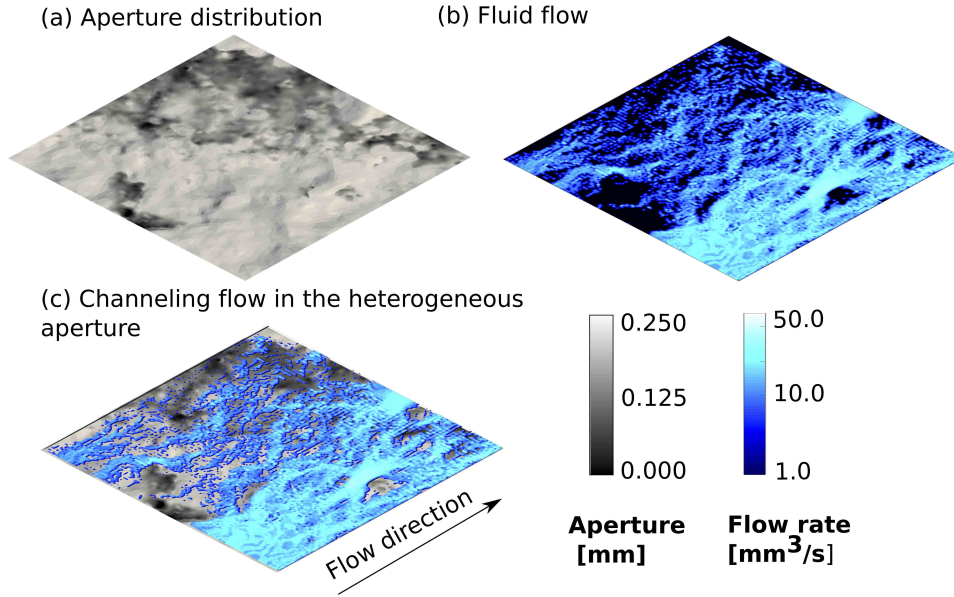 (a) Aperture distribution
(b) Fluid flow
(c) Channeling flow in the heterogeneous
aperture
Flow direction
0.250
0.125
0.000
Aperture
[mm]
50.0
10.0
1.0
Flow rate
[mm³/s]